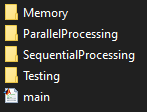 Memory
ParallelProcessing
SequentialProcessing
Testing
main